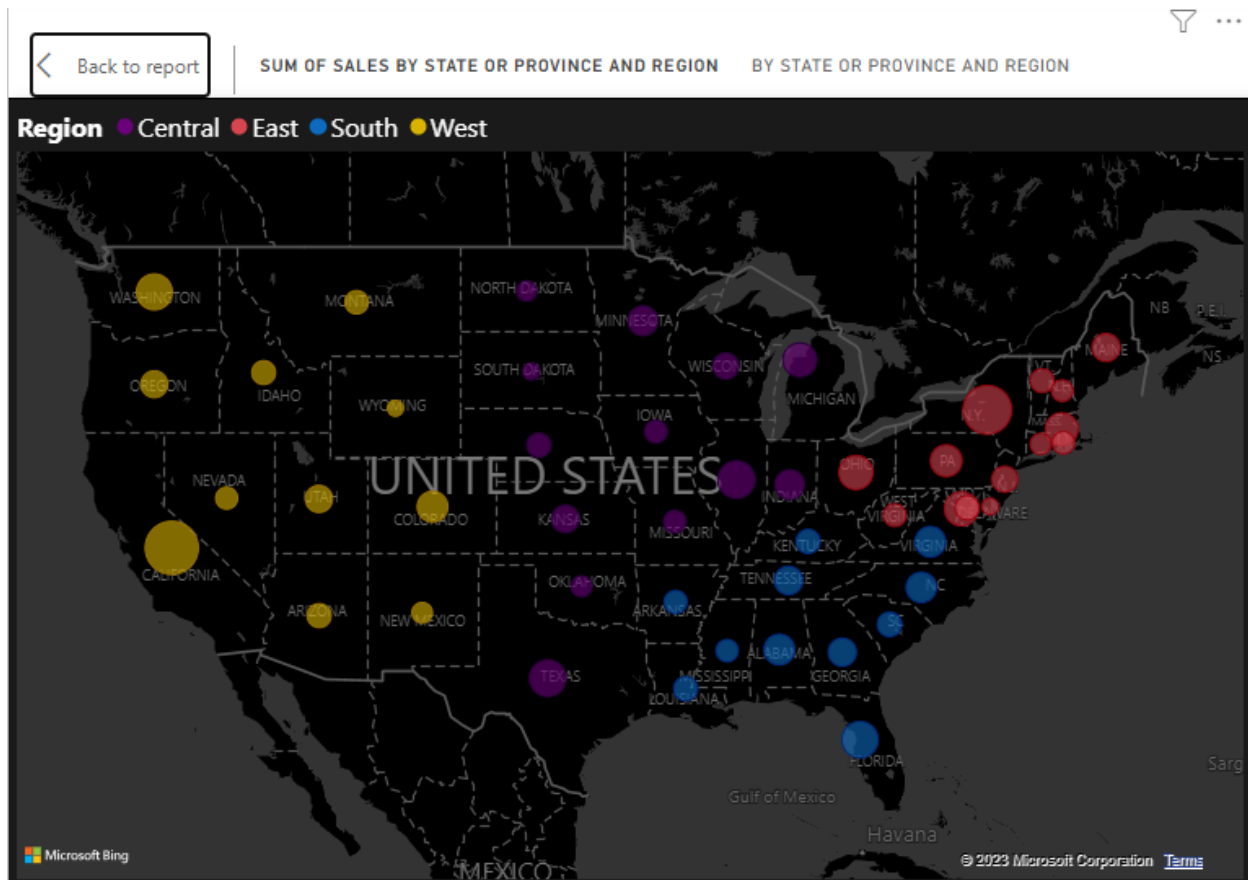 Back to report
SUM OF SALES BY STATE OR PROVINCE AND REGION
BY STATE OR PROVINCE AND REGION
Region Central East South West
WASHINGTON
MONTANA
NORTH DAKOTA
MINNESOTA
NB
P.E.I.
NS
MAINE
VT
OREGON
IDAHO
WYOMING
SOUTH DAKOTA
WISCONSIN
MICHIGAN
N.Y.
MASS
IOWA
UNITED STATES
NEVADA
UTAH
COLORADO
KANSAS
MISSOURI
INDIANA
OHIO
PA
WEST
VIRGINIA
VIRGINIA
KENTUCKY
CALIFORNIA
ARIZONA
NEW MEXICO
OKLAHOMA
ARKANSAS
TENNESSEE
NC
SC
TEXAS
MISSISSIPPI
ALABAMA
GEORGIA
LOUISIANA
FLORIDA
Gulf of Mexico
Sarg
Havana
MEXICO
Microsoft Bing
© 2023 Microsoft Corporation Terms